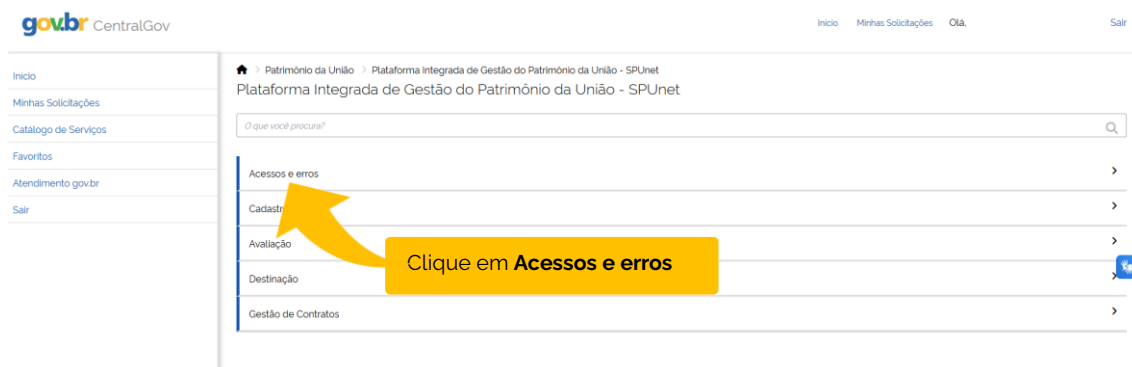 gov.br CentralGov
Inicio Minhas Solicitações Olá, Sair
Inicio
Minhas Solicitações
Catálogo de Serviços
Favoritos
Atendimento gov.br
Sair
Patrimônio da União > Plataforma Integrada de Gestão do Patrimônio da União - SPUnet
Plataforma Integrada de Gestão do Patrimônio da União - SPUnet
O que você procura?
Acessos e erros
Cadastr
Avaliação
Clique em Acessos e erros
Destinação
Gestão de Contratos